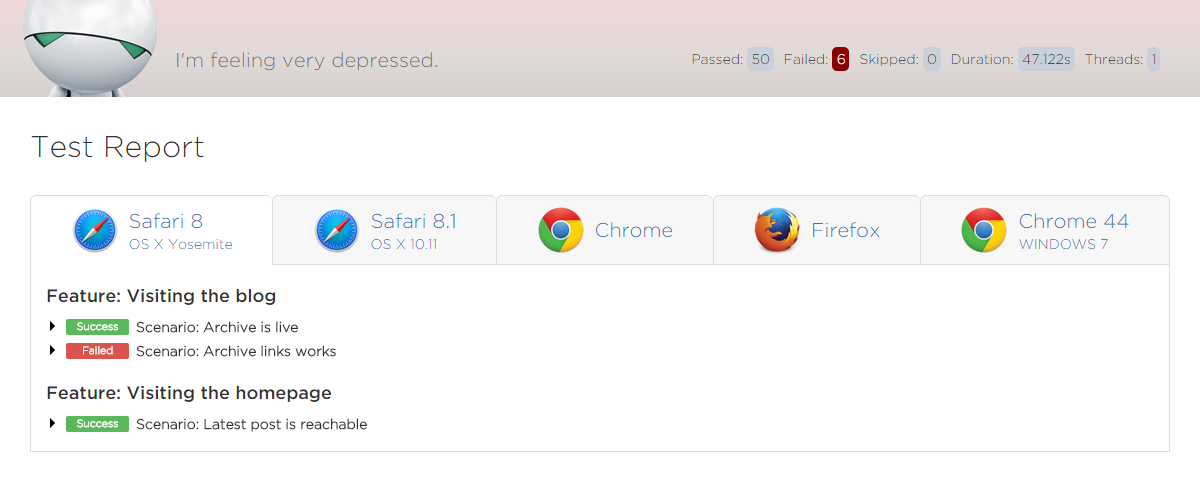 I'm feeling very depressed.
Passed: 50 Failed: 6 Skipped: 0 Duration: 47.122s Threads: 1
Test Report
Safari 8
OS X Yosemite
Safari 8.1
OS X 10.11
Chrome
Firefox
Chrome 44
WINDOWS 7
Feature: Visiting the blog
Success Scenario: Archive is live
Failed Scenario: Archive links works
Feature: Visiting the homepage
Success Scenario: Latest post is reachable